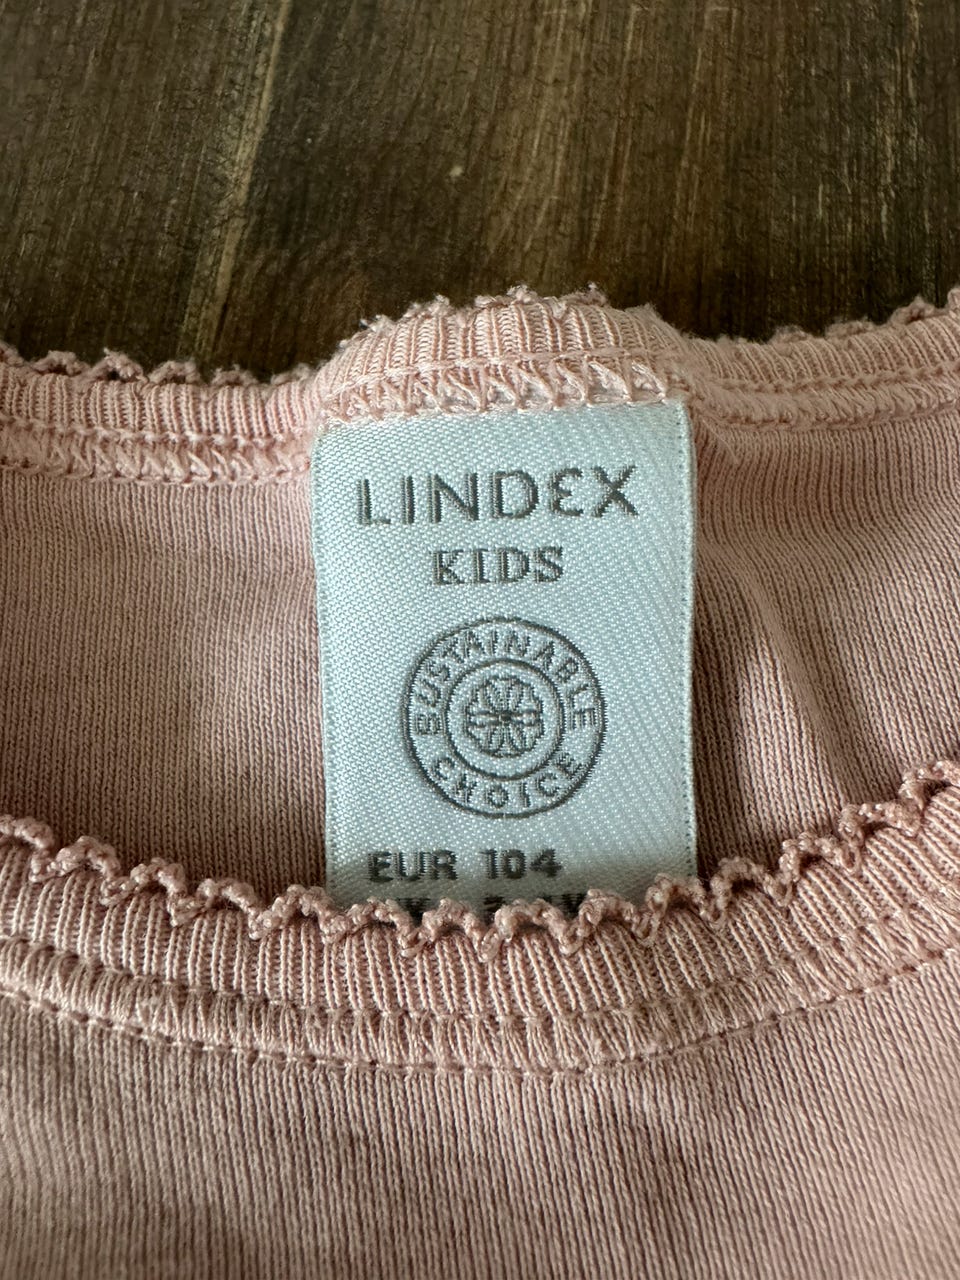 LINDEX
KIDS
SUSTAINABLE
CHOICE
EUR 104